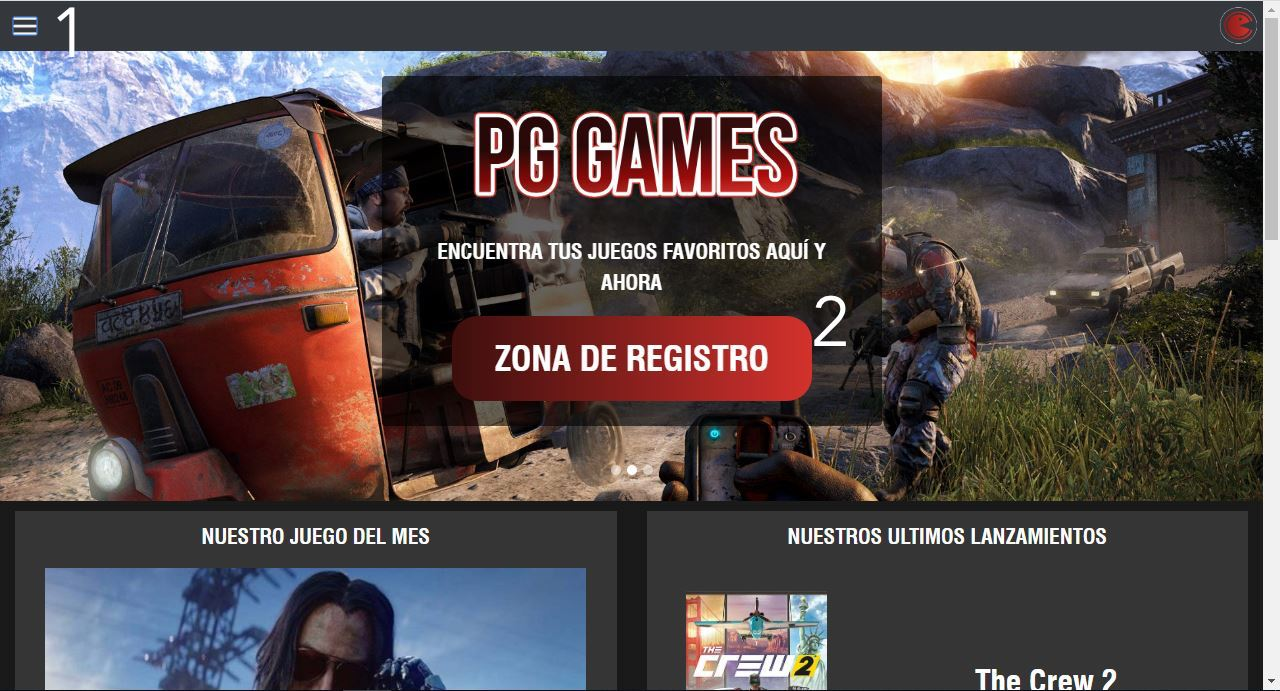 1
PG GAMES
ENCUENTRA TUS JUEGOS FAVORITOS AQUÍ Y
AHORA
2
ZONA DE REGISTRO
NUESTRO JUEGO DEL MES
NUESTROS ULTIMOS LANZAMIENTOS
THE
CREW 2
The Crew 2